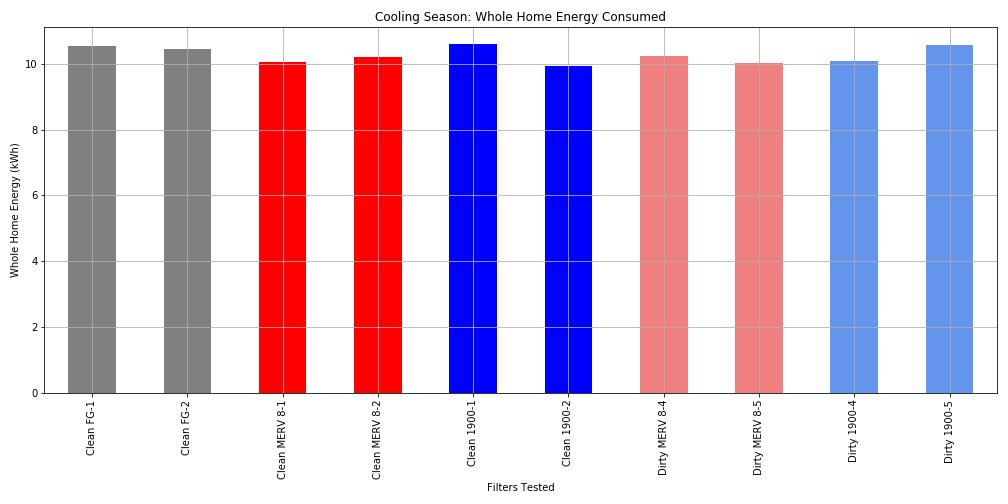 Cooling Season: Whole Home Energy Consumed
Whole Home Energy (kWh)
10
8
6
4
2
0
Clean FG-1
Clean FG-2
Clean MERV 8-1
Clean MERV 8-2
Clean 1900-1
Clean 1900-2
Dirty MERV 8-4
Dirty MERV 8-5
Dirty 1900-4
Dirty 1900-5
Filters Tested